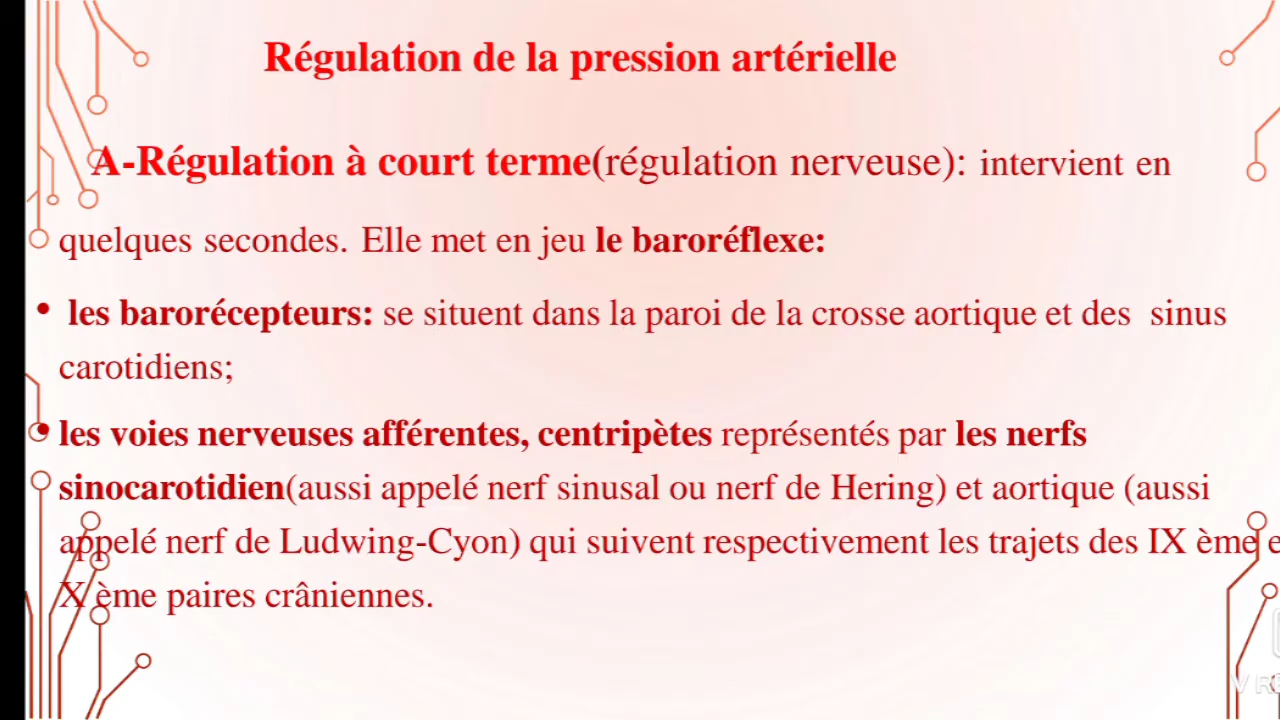 Régulation de la pression artérielle
A-Régulation à court terme(régulation nerveuse): intervient en
quelques secondes. Elle met en jeu le baroréflexe:
• les barorécepteurs: se situent dans la paroi de la crosse aortique et des sinus
carotidiens;
• les voies nerveuses afférentes, centripètes représentés par les nerfs
sinocarotidien(aussi appelé nerf sinusal ou nerf de Hering) et aortique (aussi
appelé nerf de Ludwing-Cyon) qui suivent respectivement les trajets des IX ème
X ème paires crâniennes.